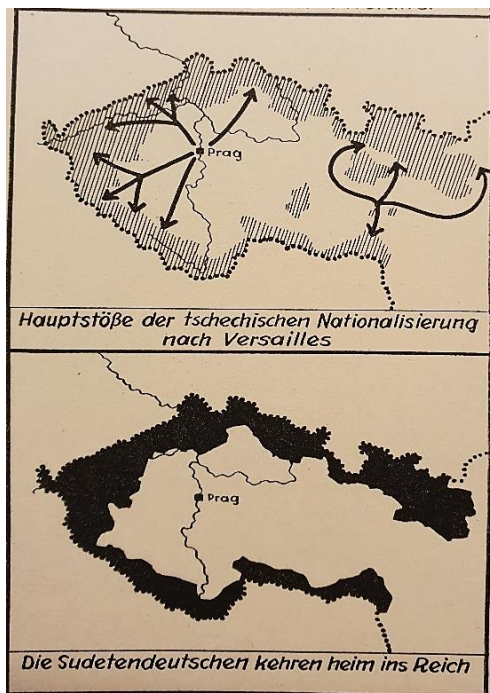 Prag
Hauptstöße der tschechischen Nationalisierung
nach Versailles
Prag
Die Sudetendeutschen kehren heim ins Reich